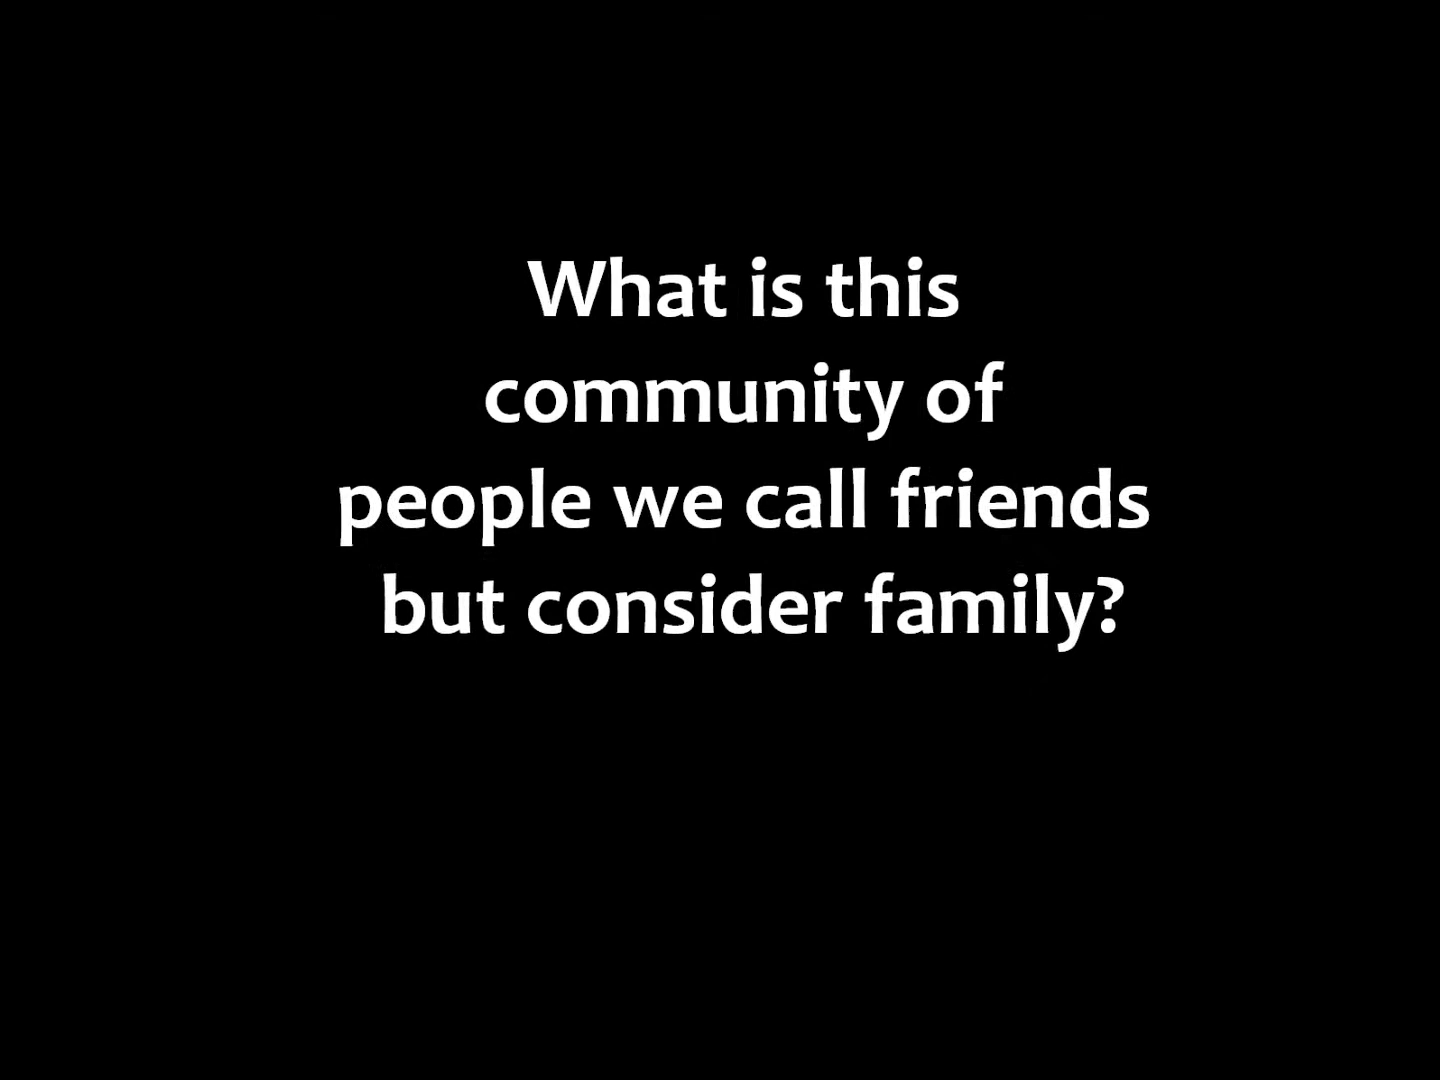 What is this
community of
people we call friends
but consider family?